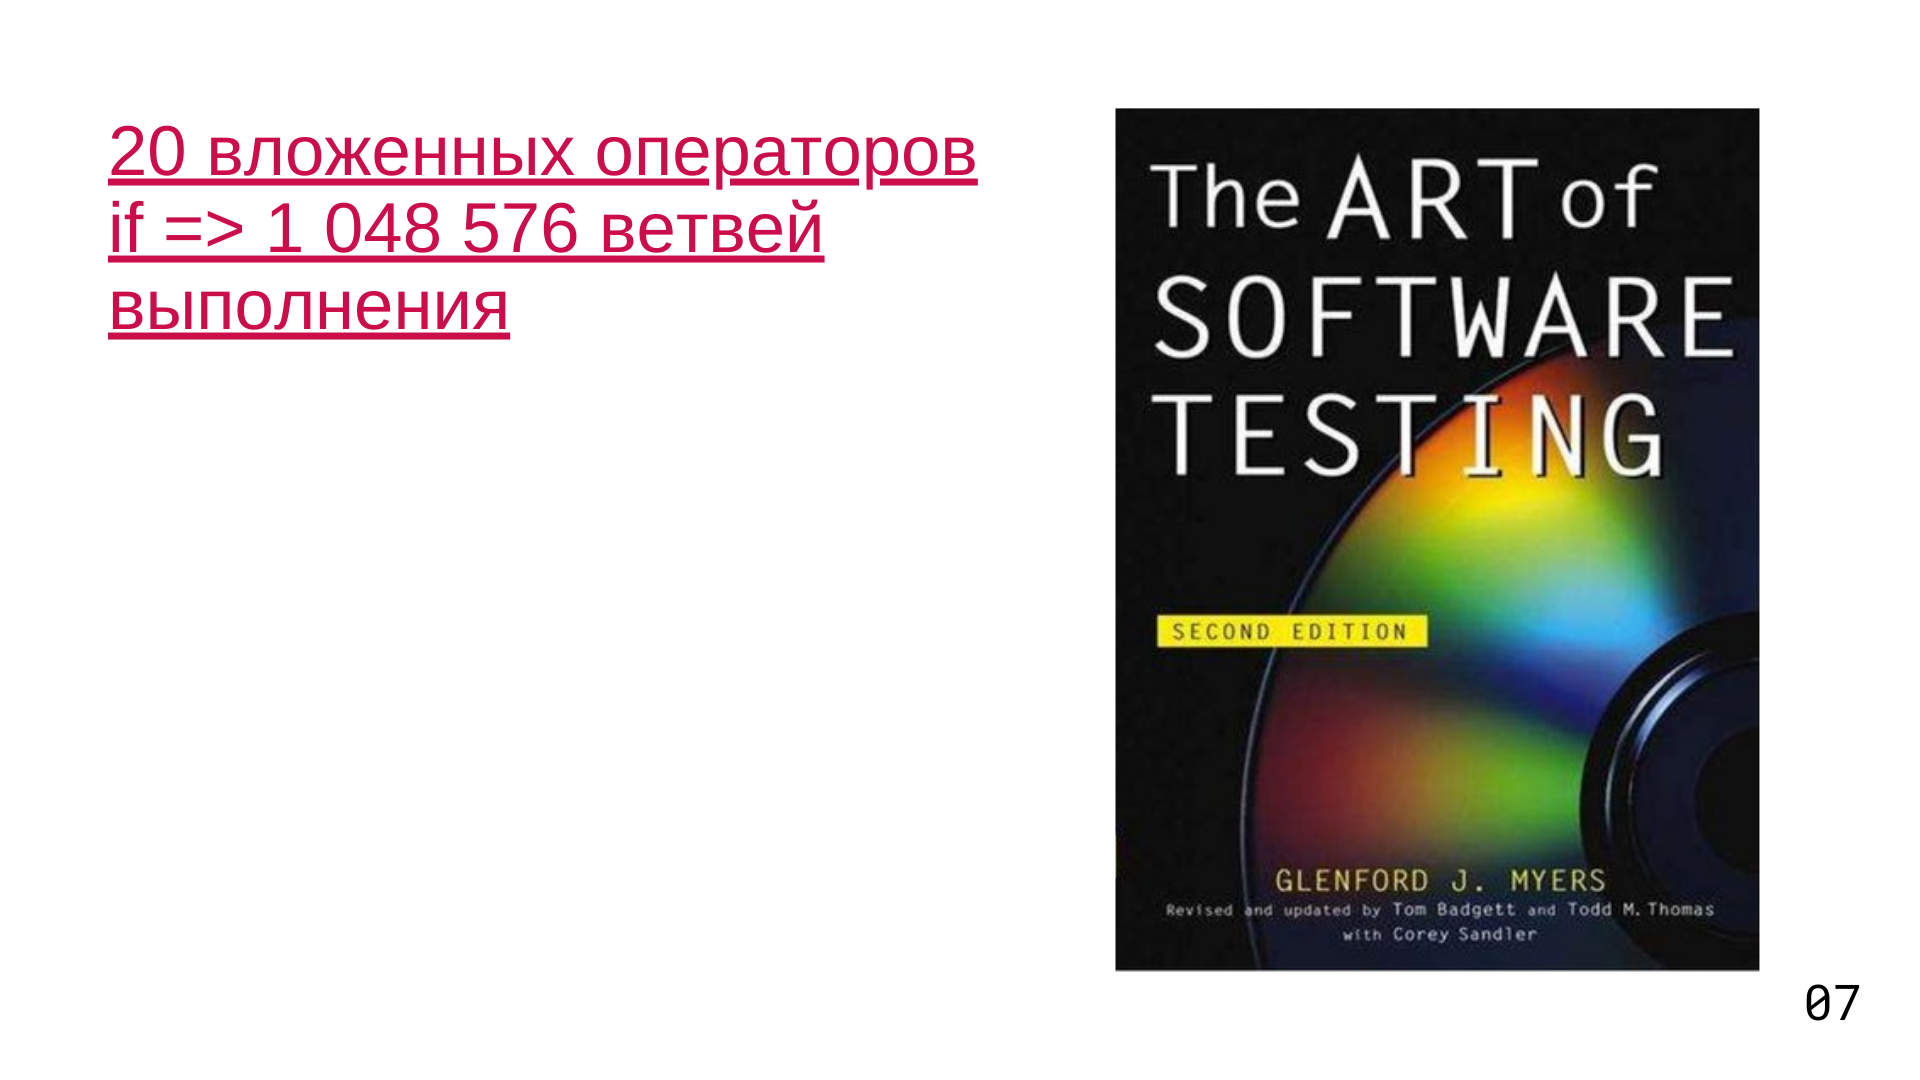 20 вложенных операторов
if => 1 048 576 ветвей
выполнения
The ART of
SOFTWARE
TESTING
SECOND EDITION
GLENFORD J. MYERS
Revised and updated by Tom Badgett and Todd M. Thomas
with Corey Sandler
07